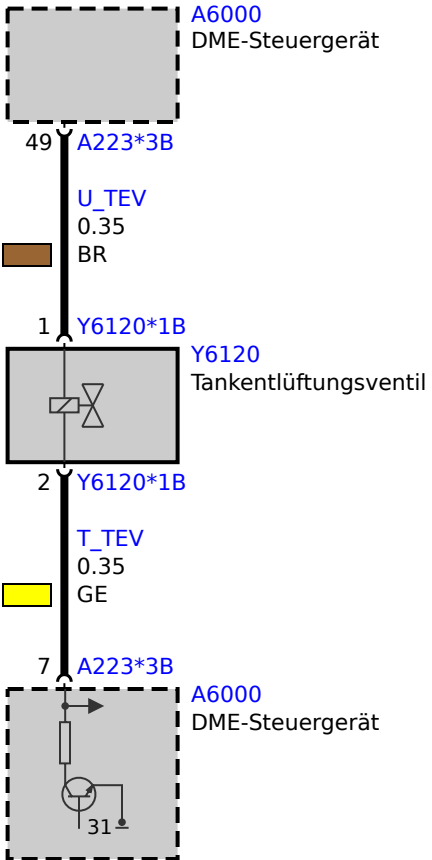 A6000
DME-Steuergerät
49 A223*3B
U_TEV
0.35
BR
1 Y6120*1B
Y6120
Tankentlüftungsventil
2 Y6120*1B
T_TEV
0.35
GE
7 A223*3B
A6000
DME-Steuergerät
31